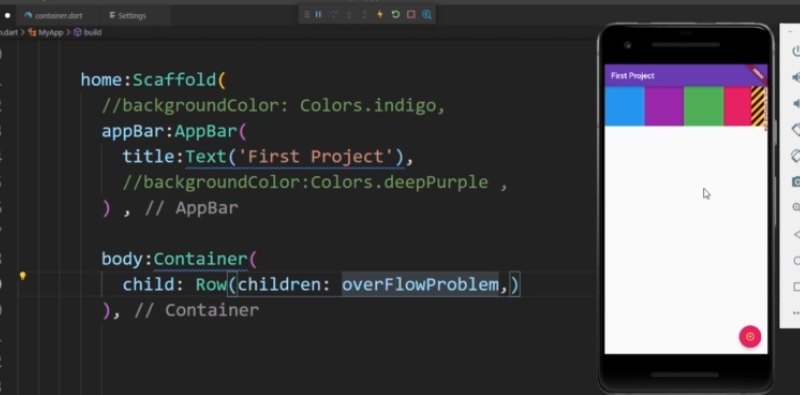 container.dart
Settings
n.dart > MyApp > build
home:Scaffold(
//backgroundColor: Colors.indigo,
appBar:AppBar(
title:Text('First Project'),
//backgroundColor:Colors.deepPurple ,
) , // AppBar
body:Container(
child: Row(children: overFlowProblem,)
), // Container
First Project